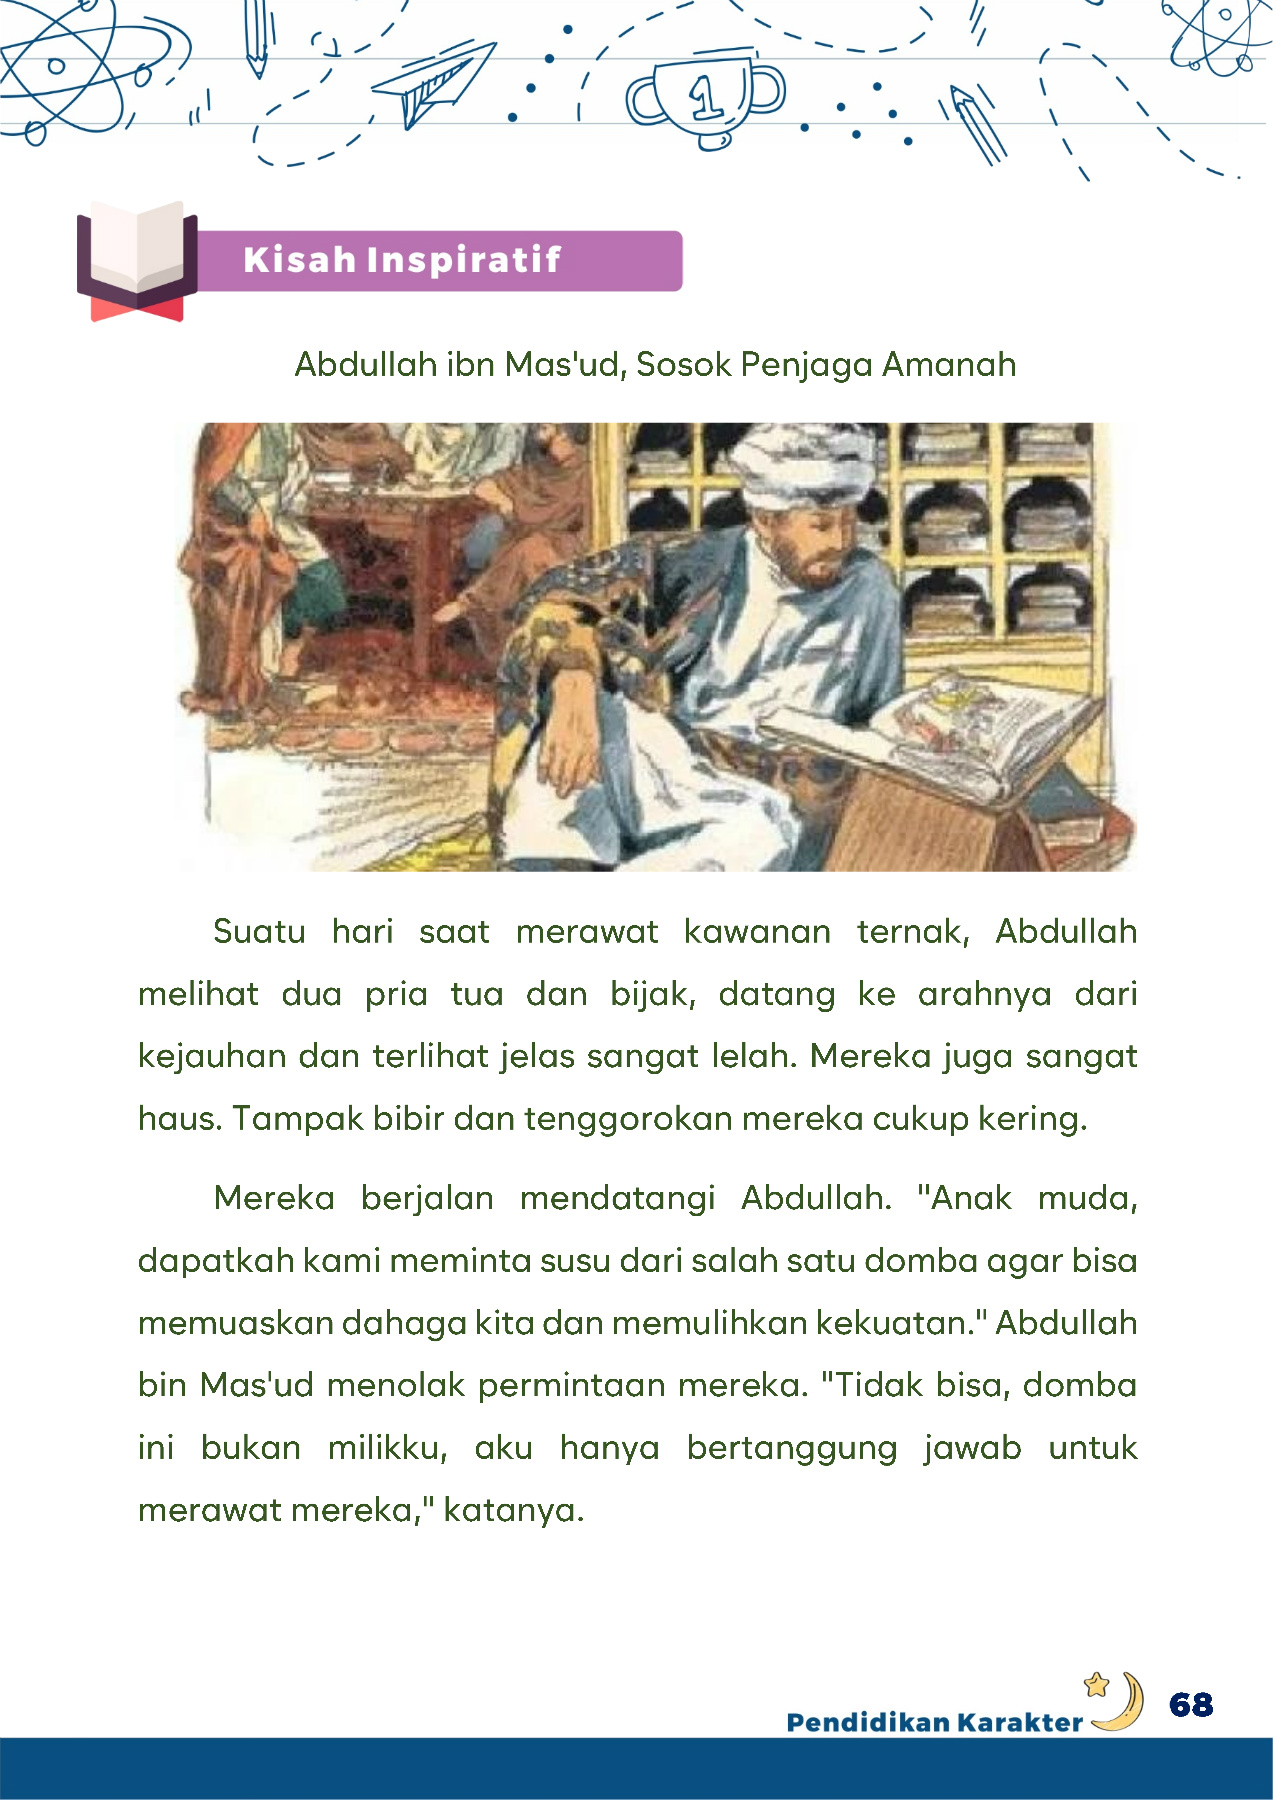 1
Kisah Inspiratif
Abdullah ibn Mas'ud, Sosok Penjaga Amanah
Suatu hari saat merawat kawanan ternak, Abdullah
melihat dua pria tua dan bijak, datang ke arahnya dari
kejauhan dan terlihat jelas sangat lelah. Mereka juga sangat
haus. Tampak bibir dan tenggorokan mereka cukup kering.
Mereka berjalan mendatangi Abdullah. "Anak muda,
dapatkah kami meminta susu dari salah satu domba agar bisa
memuaskan dahaga kita dan memulihkan kekuatan." Abdullah
bin Mas'ud menolak permintaan mereka. "Tidak bisa, domba
ini bukan milikku, aku hanya bertanggung jawab untuk
merawat mereka," katanya.
Pendidikan Karakter 68